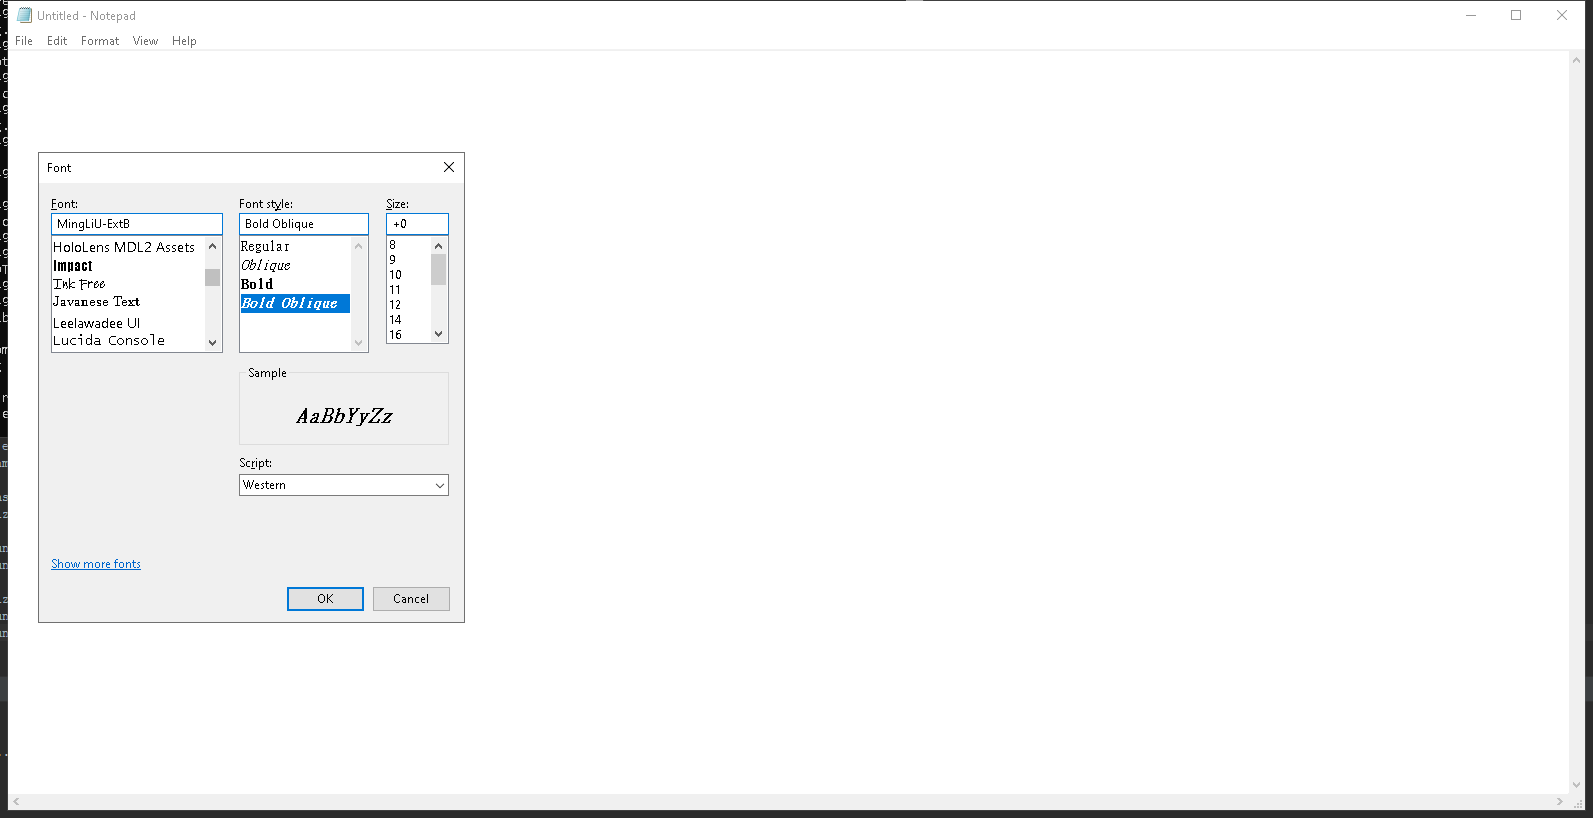 Untitled - Notepad
File Edit Format View Help
Font
Font: Font style: Size:
MingLiU-ExtB Bold Oblique +0
HoloLens MDL2 Assets
Impact
Ink Free
Javanese Text
Leelawadee UI
Lucida Console
Regular
Oblique
Bold
Bold Oblique
8
9
10
11
12
14
16
Sample
AaBbYyZz
Script:
Western
Show more fonts
OK Cancel